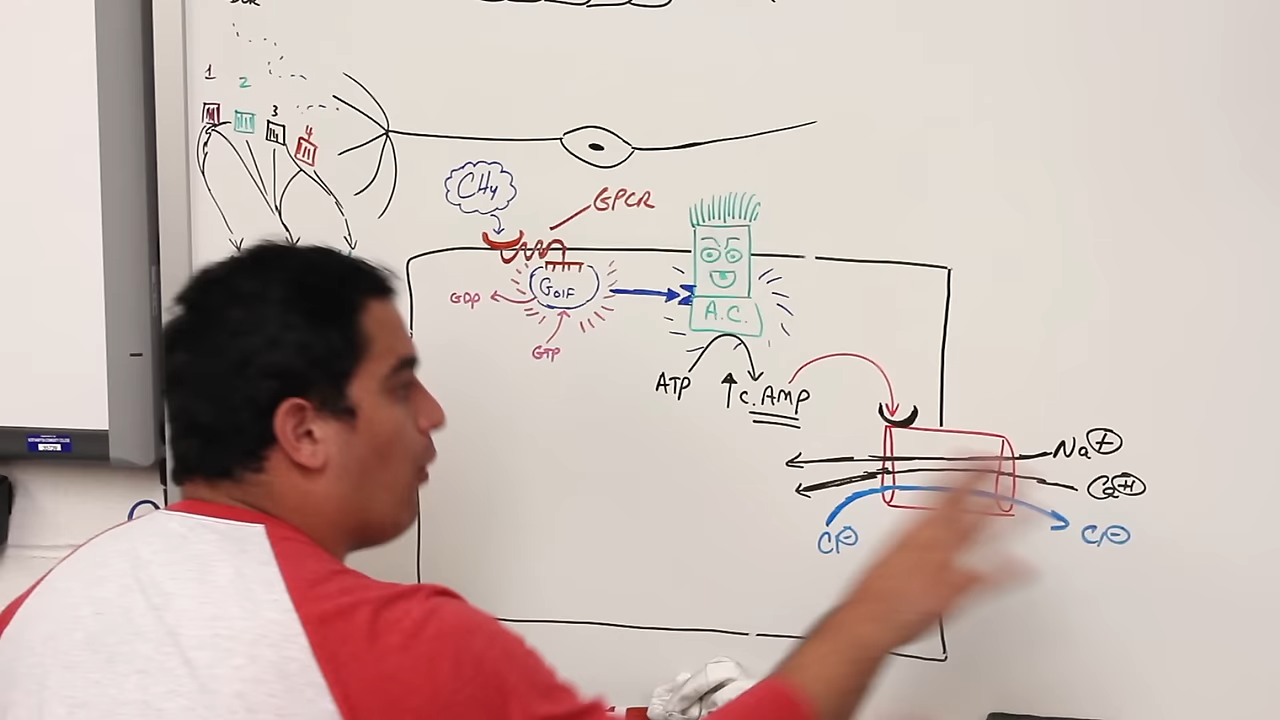 1
2
3
4
CH4
GPCR
Golf
GDP
GTP
A.C.
ATP
↑ c.AMP
Na+
Ca++
Cl-
Cl-